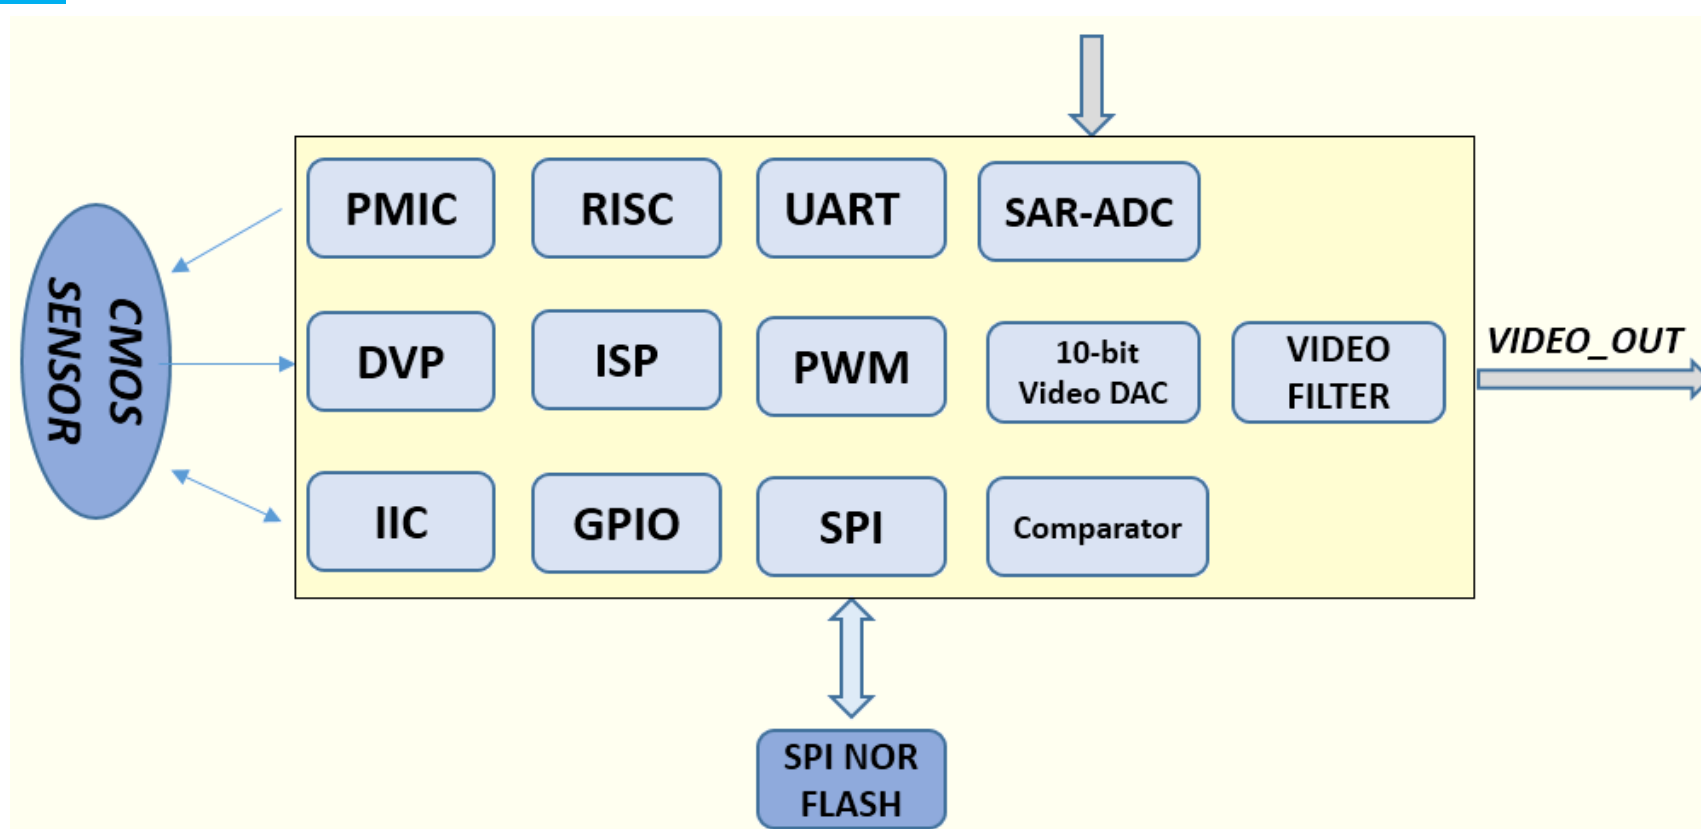 PMIC
RISC
UART
SAR-ADC
CMOS
SENSOR
DVP
ISP
PWM
10-bit
Video DAC
VIDEO
FILTER
VIDEO_OUT
IIC
GPIO
SPI
Comparator
SPI NOR
FLASH